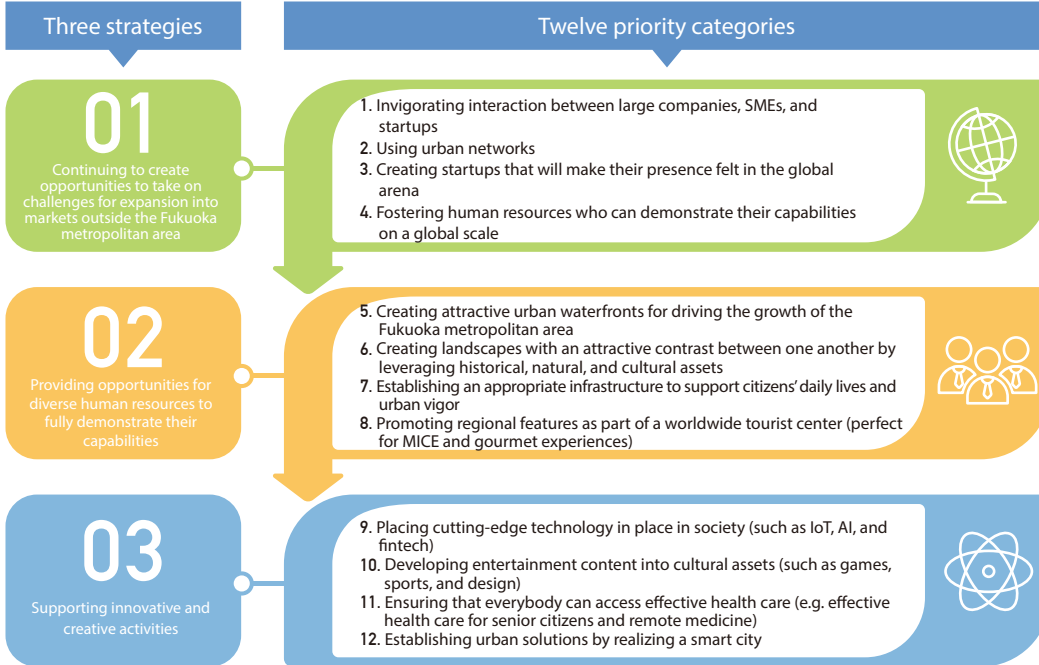 Three strategies
Twelve priority categories
01
Continuing to create
opportunities to take on
challenges for expansion into
markets outside the Fukuoka
metropolitan area
1. Invigorating interaction between large companies, SMEs, and
startups
2. Using urban networks
3. Creating startups that will make their presence felt in the global
arena
4. Fostering human resources who can demonstrate their capabilities
on a global scale
02
Providing opportunities for
diverse human resources to
fully demonstrate their
capabilities
5. Creating attractive urban waterfronts for driving the growth of the
Fukuoka metropolitan area
6. Creating landscapes with an attractive contrast between one another by
leveraging historical, natural, and cultural assets
7. Establishing an appropriate infrastructure to support citizens' daily lives and
urban vigor
8. Promoting regional features as part of a worldwide tourist center (perfect
for MICE and gourmet experiences)
03
Supporting innovative and
creative activities
9. Placing cutting-edge technology in place in society (such as IoT, AI, and
fintech)
10. Developing entertainment content into cultural assets (such as games,
sports, and design)
11. Ensuring that everybody can access effective health care (e.g. effective
health care for senior citizens and remote medicine)
12. Establishing urban solutions by realizing a smart city